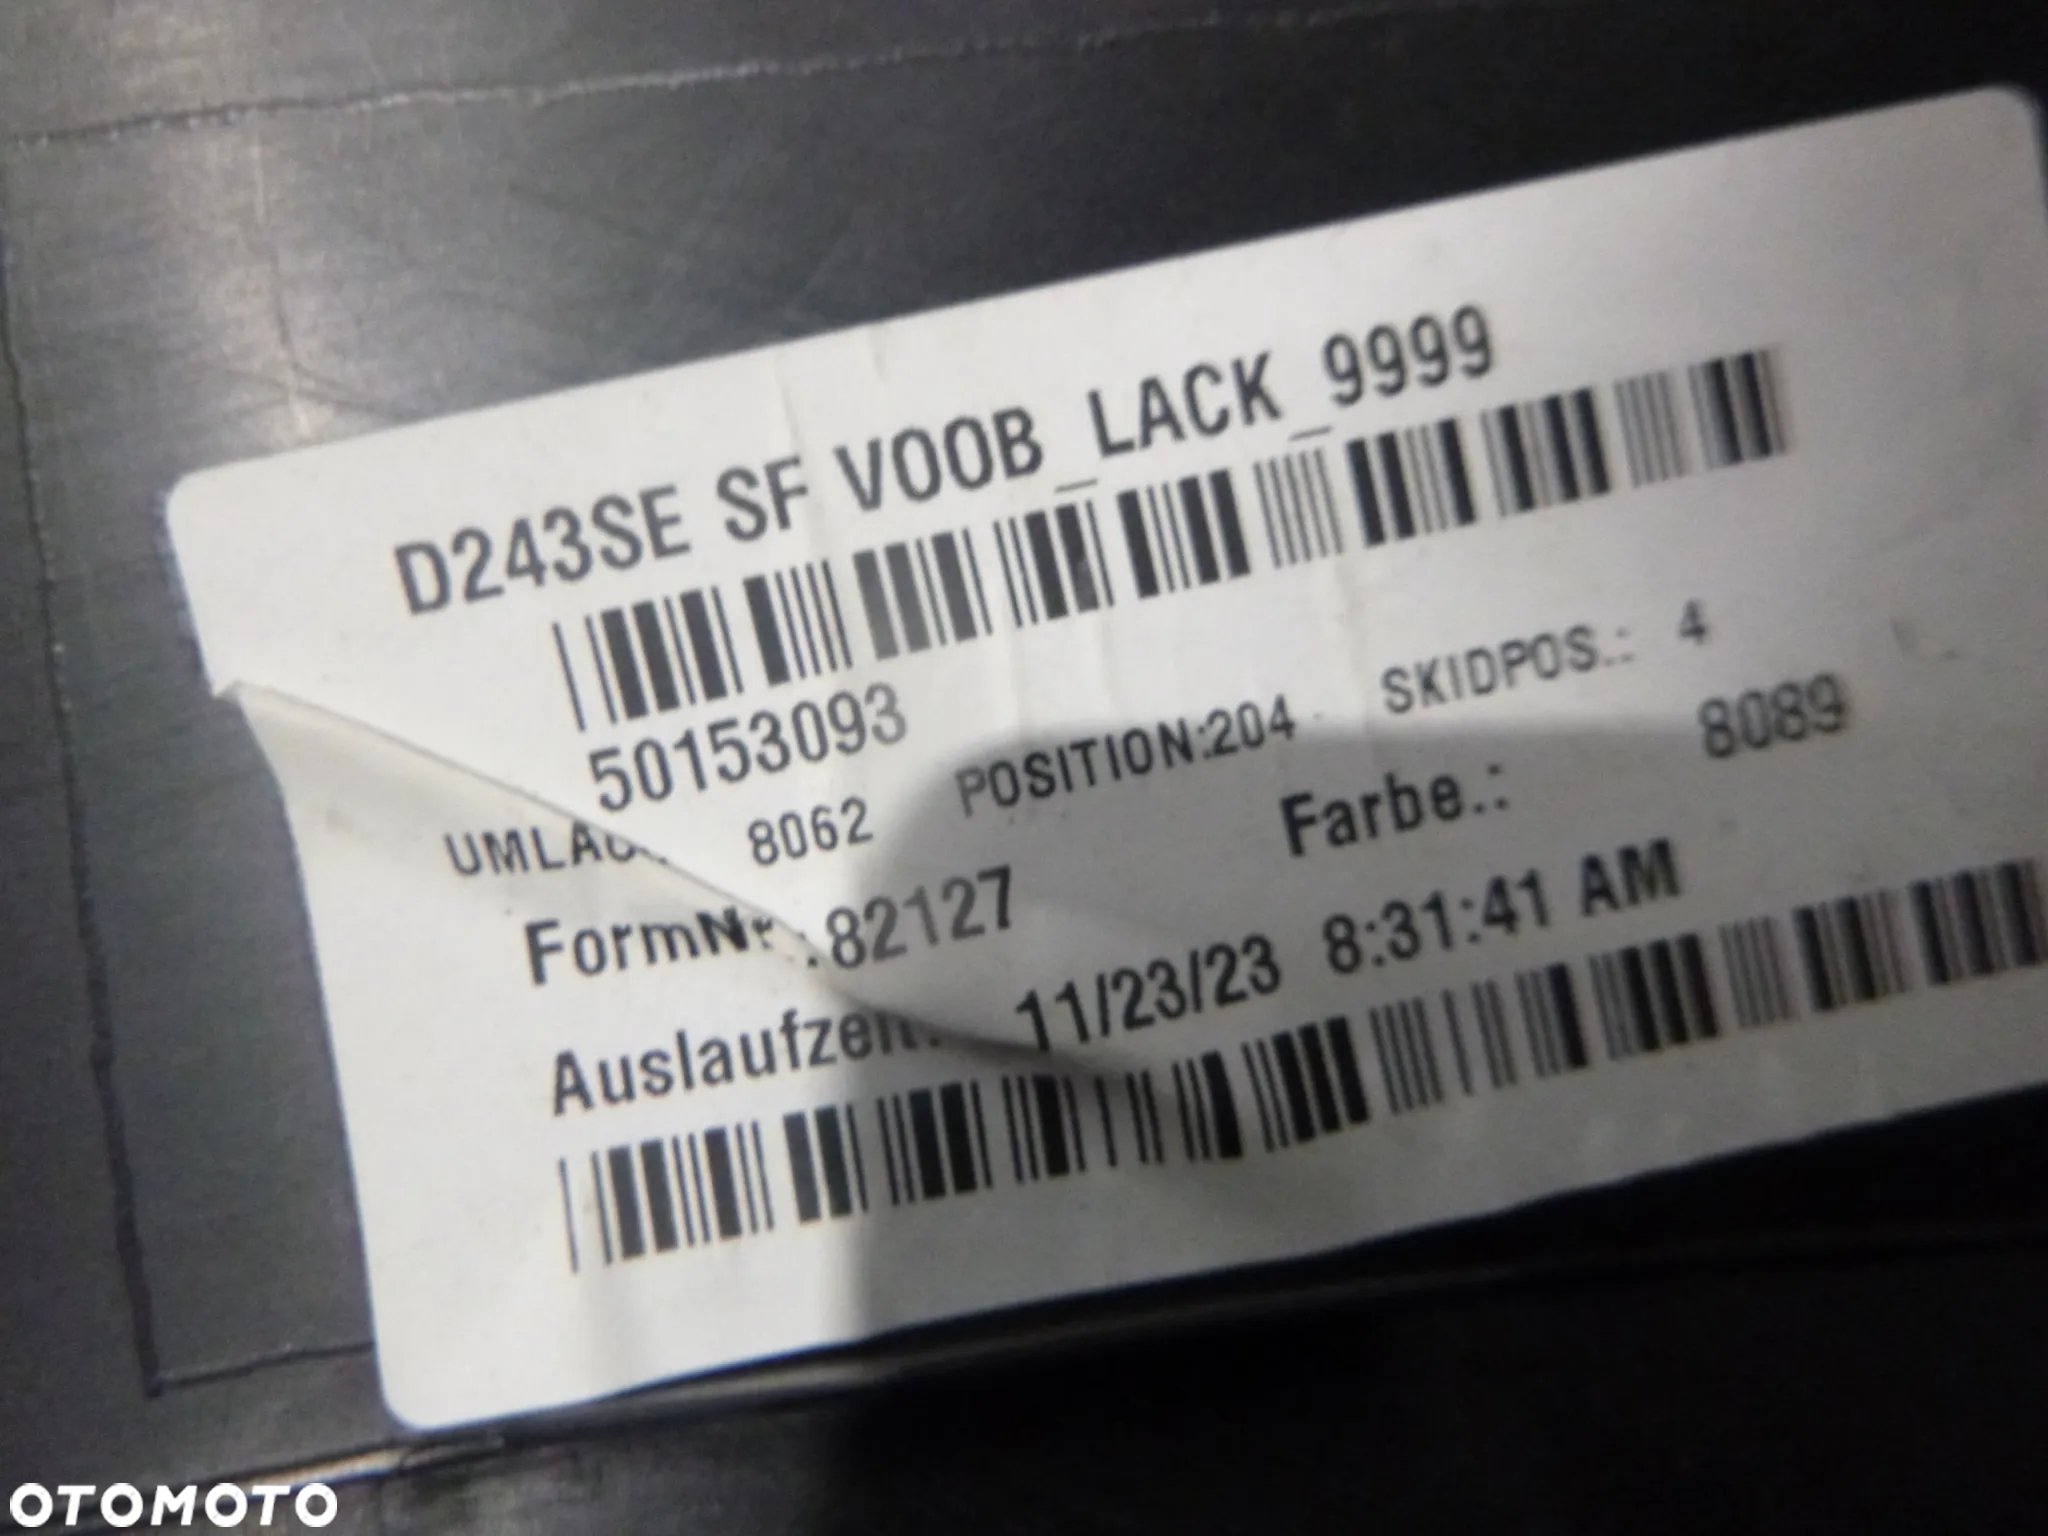 D243SE SF VOOB_LACK_9999
50153093
8062 POSITION:204 SKIDPOS.: 4
FormNr.:82127 Farbe.: 8089
11/23/23 8:31:41 AM
OTOMOTO